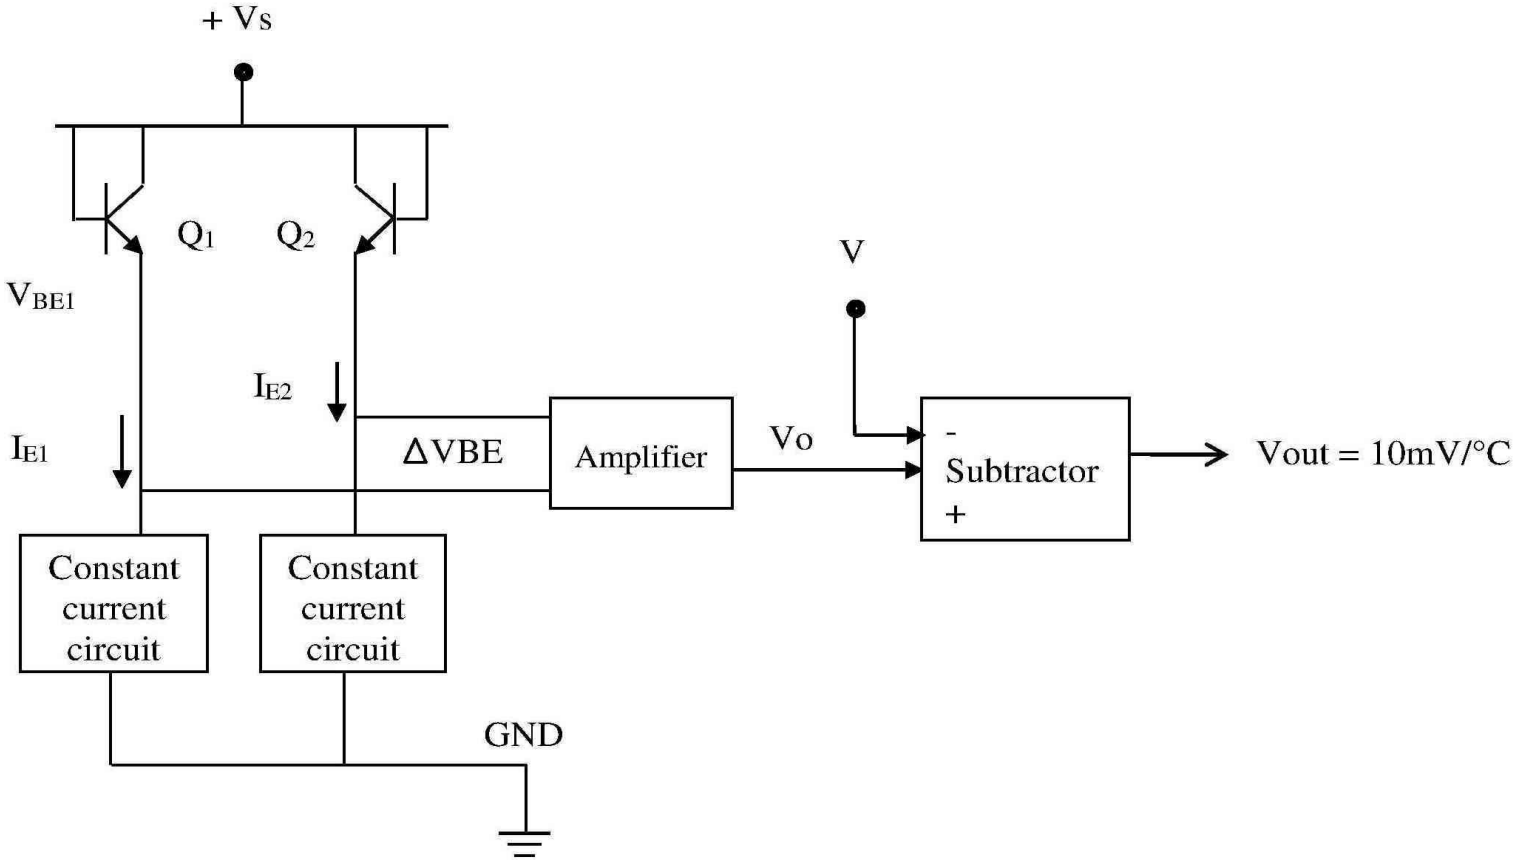 + Vs
Q1
Q2
VBE1
V
IE2
IE1
ΔVBE
Amplifier
Vo
-
Subtractor
+
Vout = 10mV/°C
Constant
current
circuit
Constant
current
circuit
GND